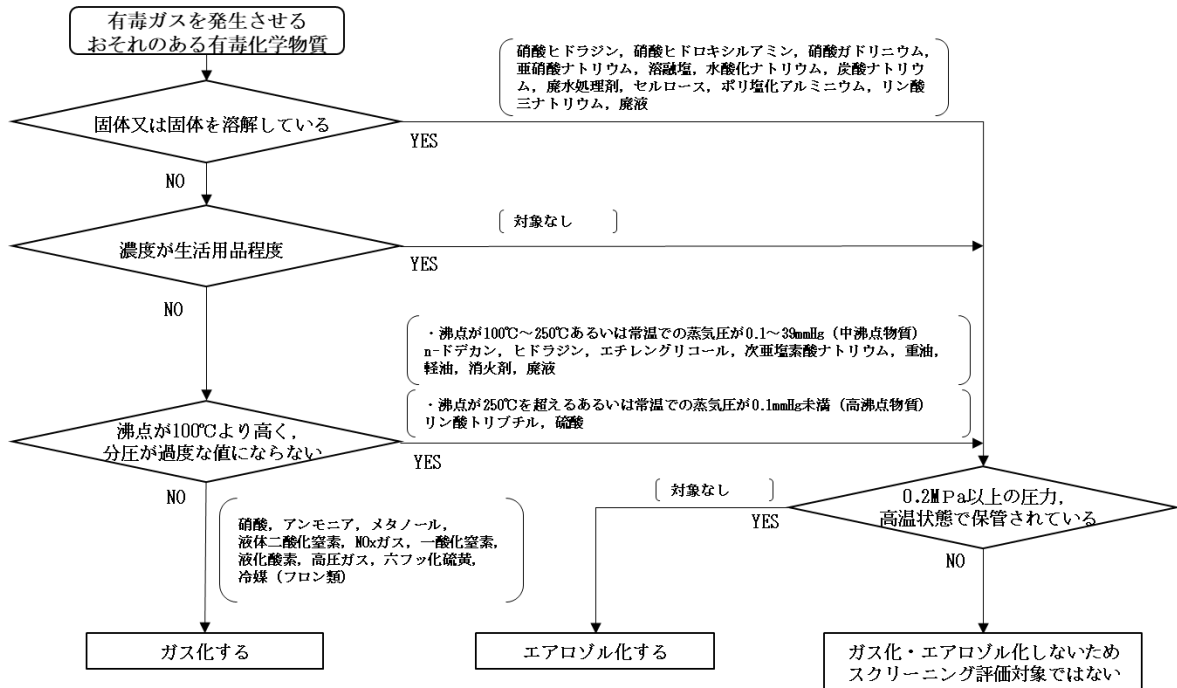 有毒ガスを発生させる
おそれのある有毒化学物質
硝酸ヒドラジン，硝酸ヒドロキシルアミン，硝酸ガドリニウム，
亜硝酸ナトリウム，溶融塩，水酸化ナトリウム，炭酸ナトリウ
ム，廃水処理剤，セルロース，ポリ塩化アルミニウム，リン酸
三ナトリウム，廃液
固体又は固体を溶解している
YES
NO
対象なし
濃度が生活用品程度
YES
NO
・沸点が100℃～250℃あるいは常温での蒸気圧が0.1～39mmHg（中沸点物質）
n-ドデカン，ヒドラジン，エチレングリコール，次亜塩素酸ナトリウム，重油，
軽油，消火剤，廃液
・沸点が250℃を超えるあるいは常温での蒸気圧が0.1mmHg未満（高沸点物質）
リン酸トリブチル，硫酸
沸点が100℃より高く，
分圧が過度な値にならない
YES
NO
対象なし
0.2MPa以上の圧力，
高温状態で保管されている
YES
NO
硝酸，アンモニア，メタノール，
液体二酸化窒素，NOxガス，一酸化窒素，
液化酸素，高圧ガス，六フッ化硫黄，
冷媒（フロン類）
ガス化する
エアロゾル化する
ガス化・エアロゾル化しないため
スクリーニング評価対象ではない